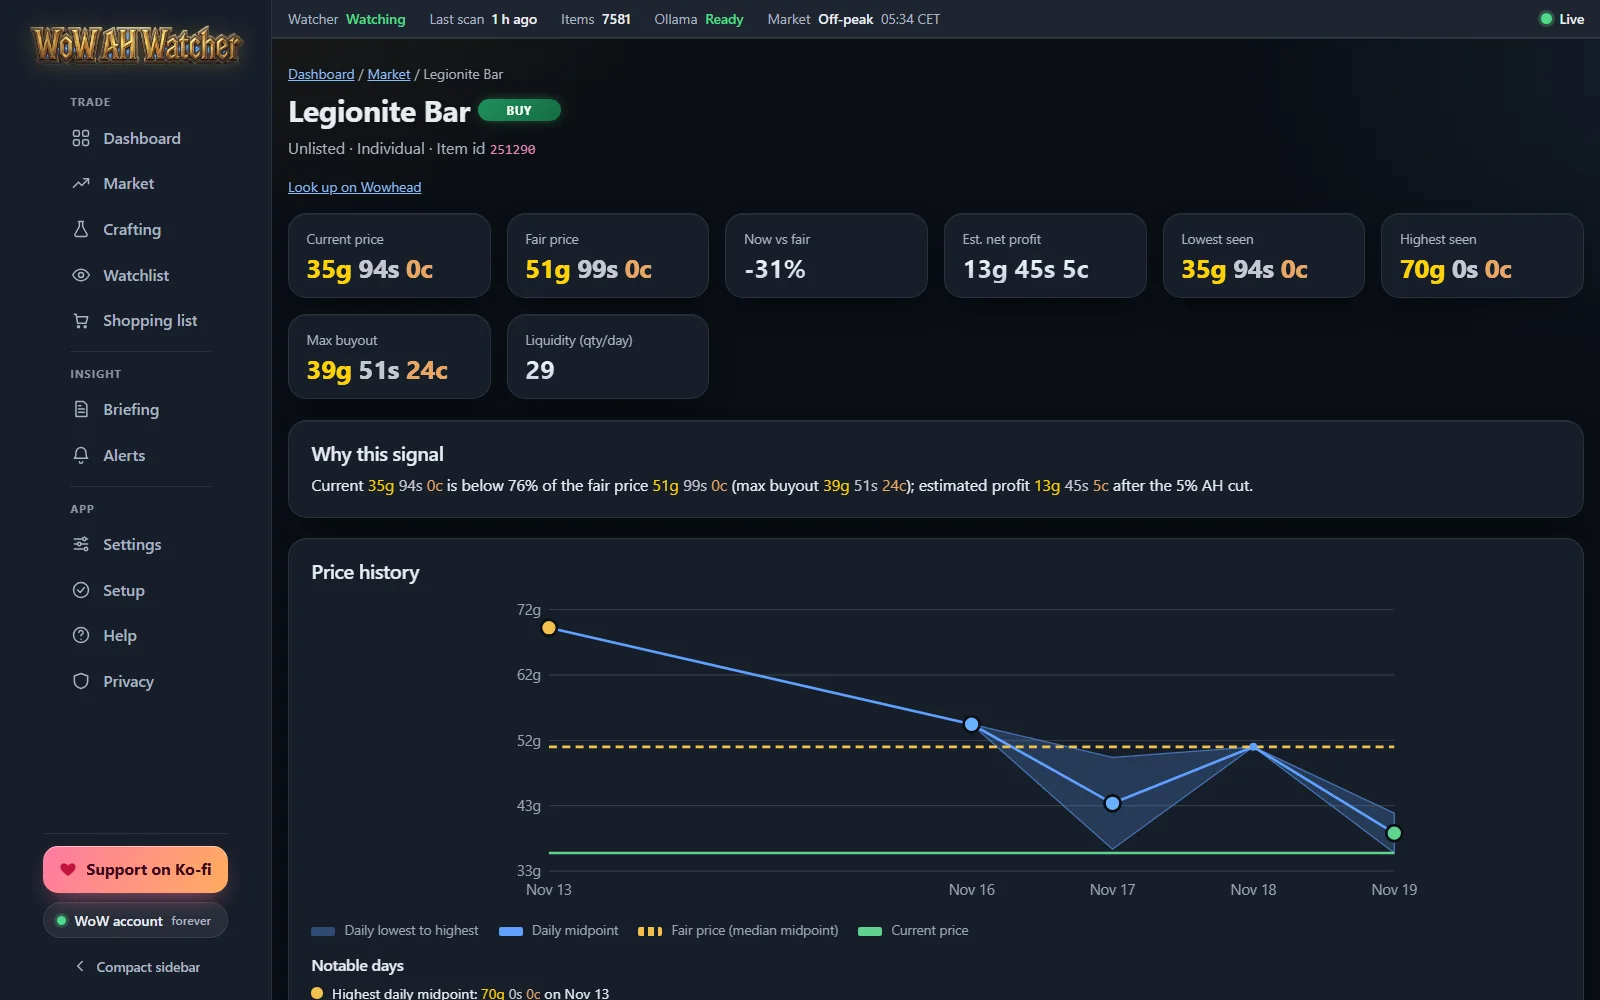 WoW AH Watcher
Watcher Watching Last scan 1 h ago Items 7581 Ollama Ready Market Off-peak 05:34 CET Live
TRADE
Dashboard
Market
Crafting
Watchlist
Shopping list
INSIGHT
Briefing
Alerts
APP
Settings
Setup
Help
Privacy
Support on Ko-fi
WoW account forever
Compact sidebar
Dashboard / Market / Legionite Bar
Legionite Bar BUY
Unlisted · Individual · Item id 251290
Look up on Wowhead
Current price
35g 94s 0c
Fair price
51g 99s 0c
Now vs fair
-31%
Est. net profit
13g 45s 5c
Lowest seen
35g 94s 0c
Highest seen
70g 0s 0c
Max buyout
39g 51s 24c
Liquidity (qty/day)
29
Why this signal
Current 35g 94s 0c is below 76% of the fair price 51g 99s 0c (max buyout 39g 51s 24c); estimated profit 13g 45s 5c after the 5% AH cut.
Price history
72g
62g
52g
43g
33g
Nov 13 Nov 16 Nov 17 Nov 18 Nov 19
Daily lowest to highest Daily midpoint Fair price (median midpoint) Current price
Notable days
Highest daily midpoint: 70g 0s 0c on Nov 13